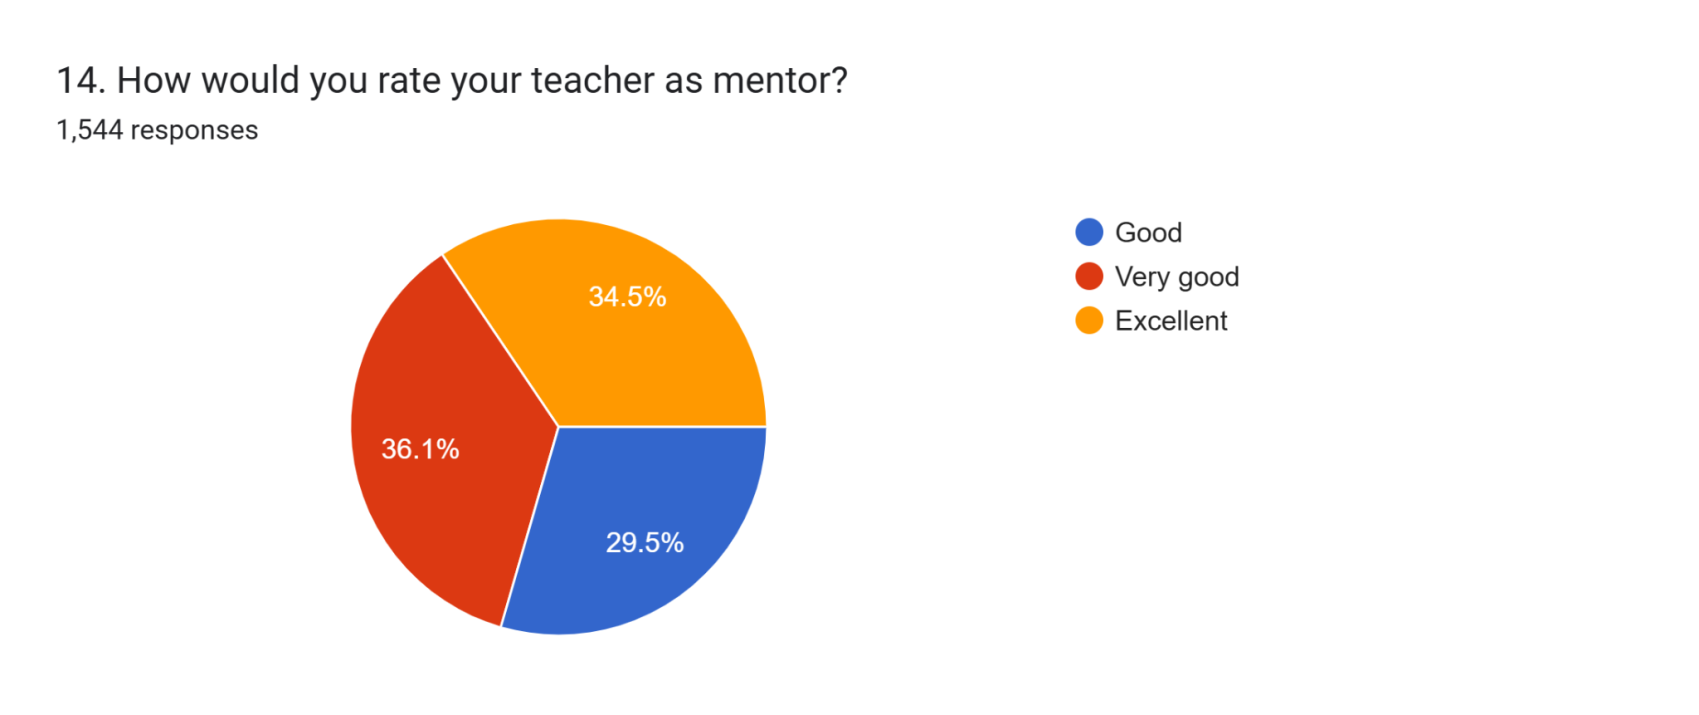 14. How would you rate your teacher as mentor?
1,544 responses
34.5%
36.1%
29.5%
Good
Very good
Excellent